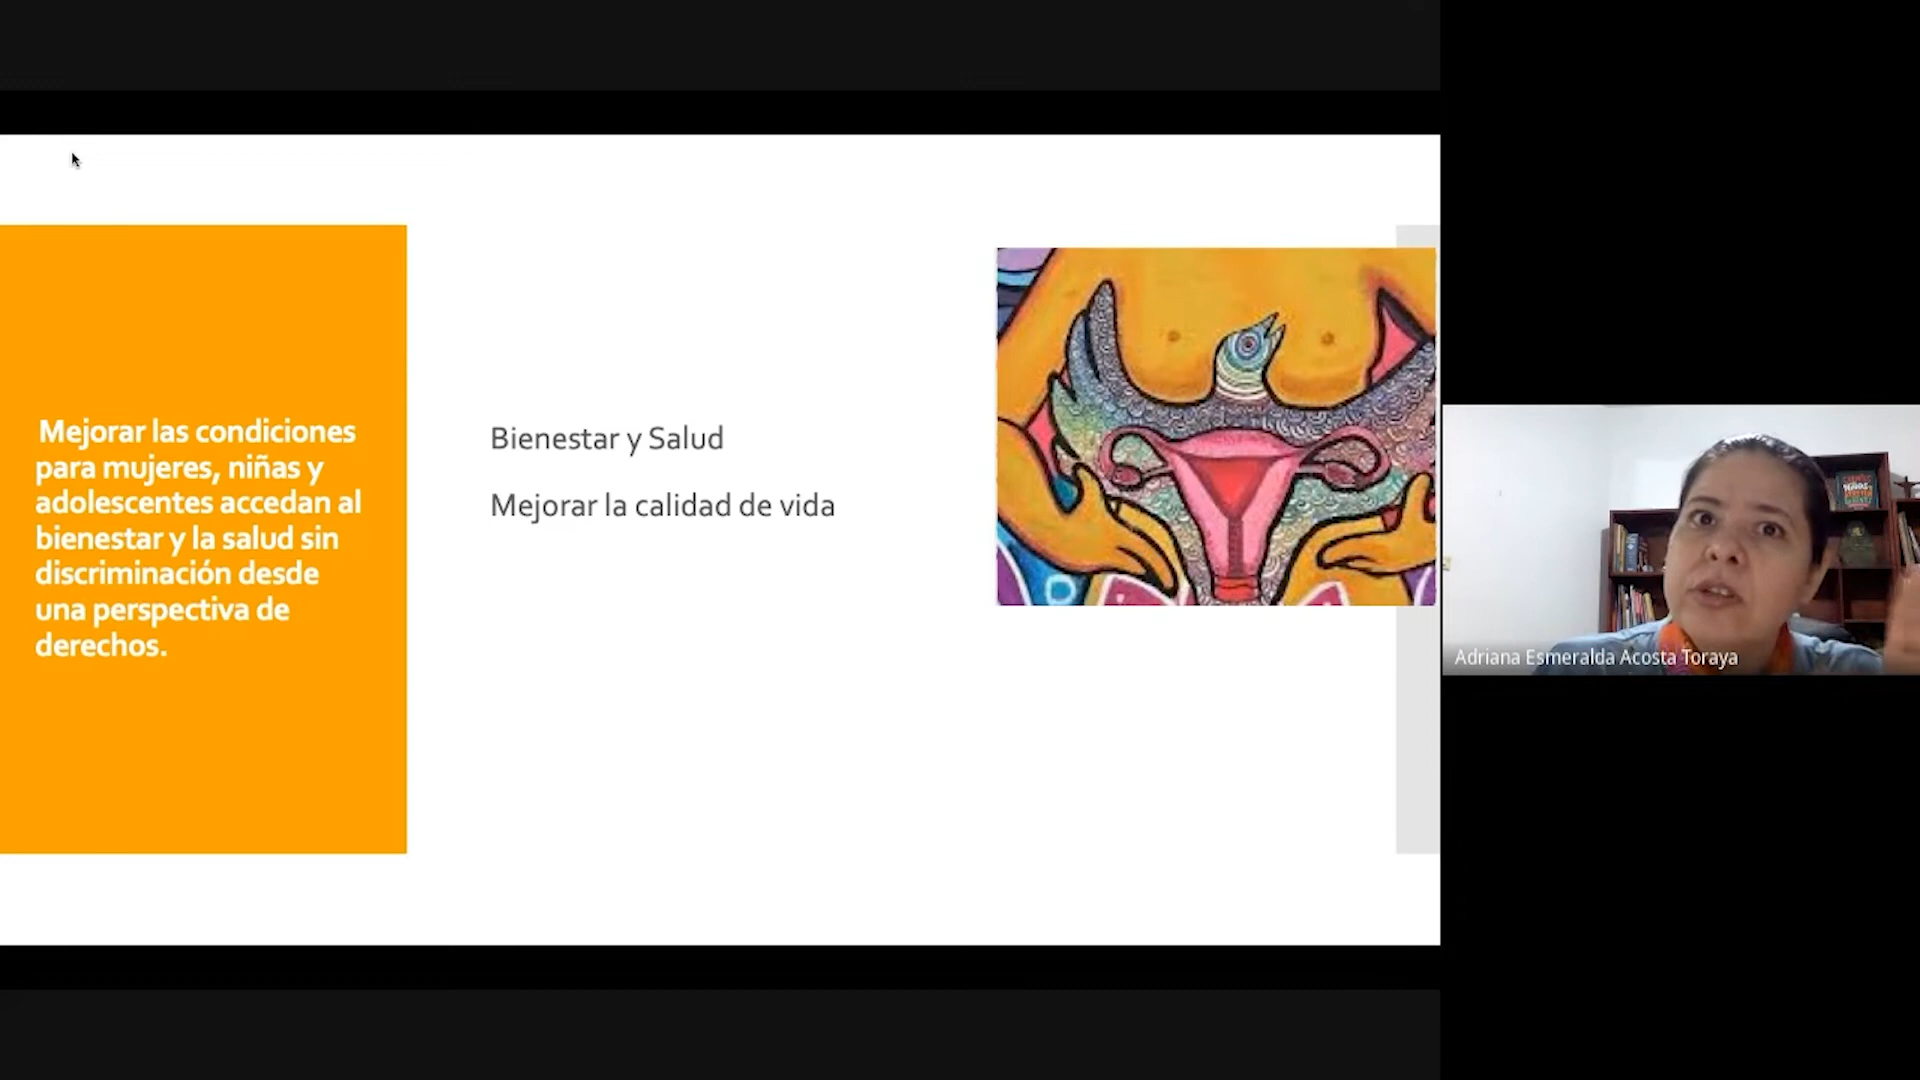 Mejorar las condiciones
para mujeres, niñas y
adolescentes accedan al
bienestar y la salud sin
discriminación desde
una perspectiva de
derechos.
Bienestar y Salud
Mejorar la calidad de vida
Adriana Esmeralda Acosta Toraya